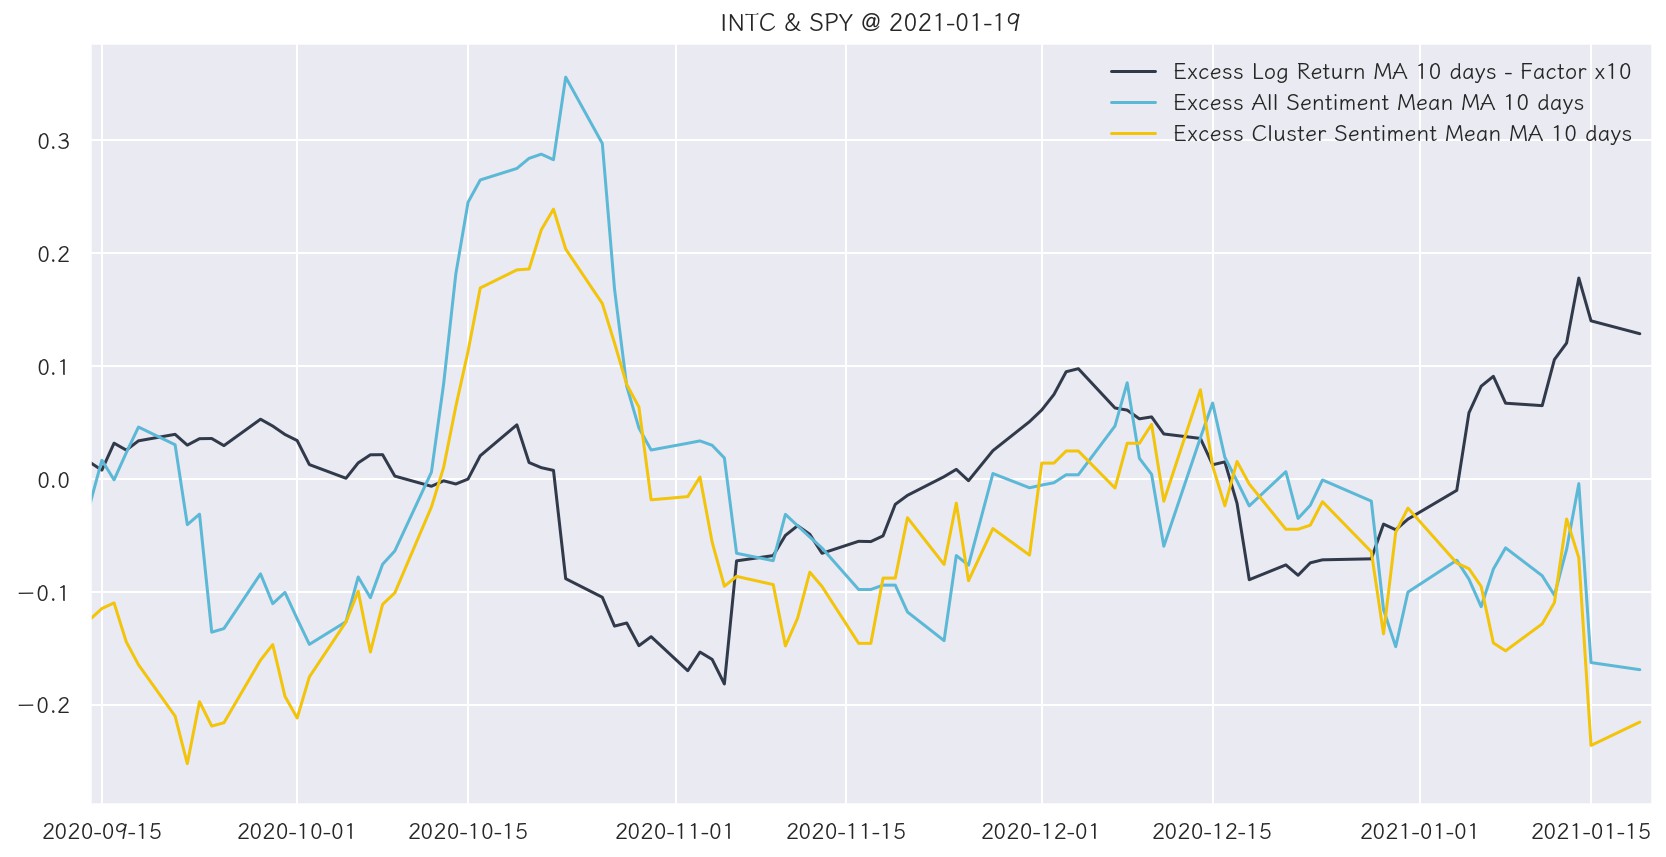 INTC & SPY @ 2021-01-19
Excess Log Return MA 10 days - Factor x10
Excess All Sentiment Mean MA 10 days
Excess Cluster Sentiment Mean MA 10 days
0.3
0.2
0.1
0.0
−0.1
−0.2
2020-09-15 2020-10-01 2020-10-15 2020-11-01 2020-11-15 2020-12-01 2020-12-15 2021-01-01 2021-01-15